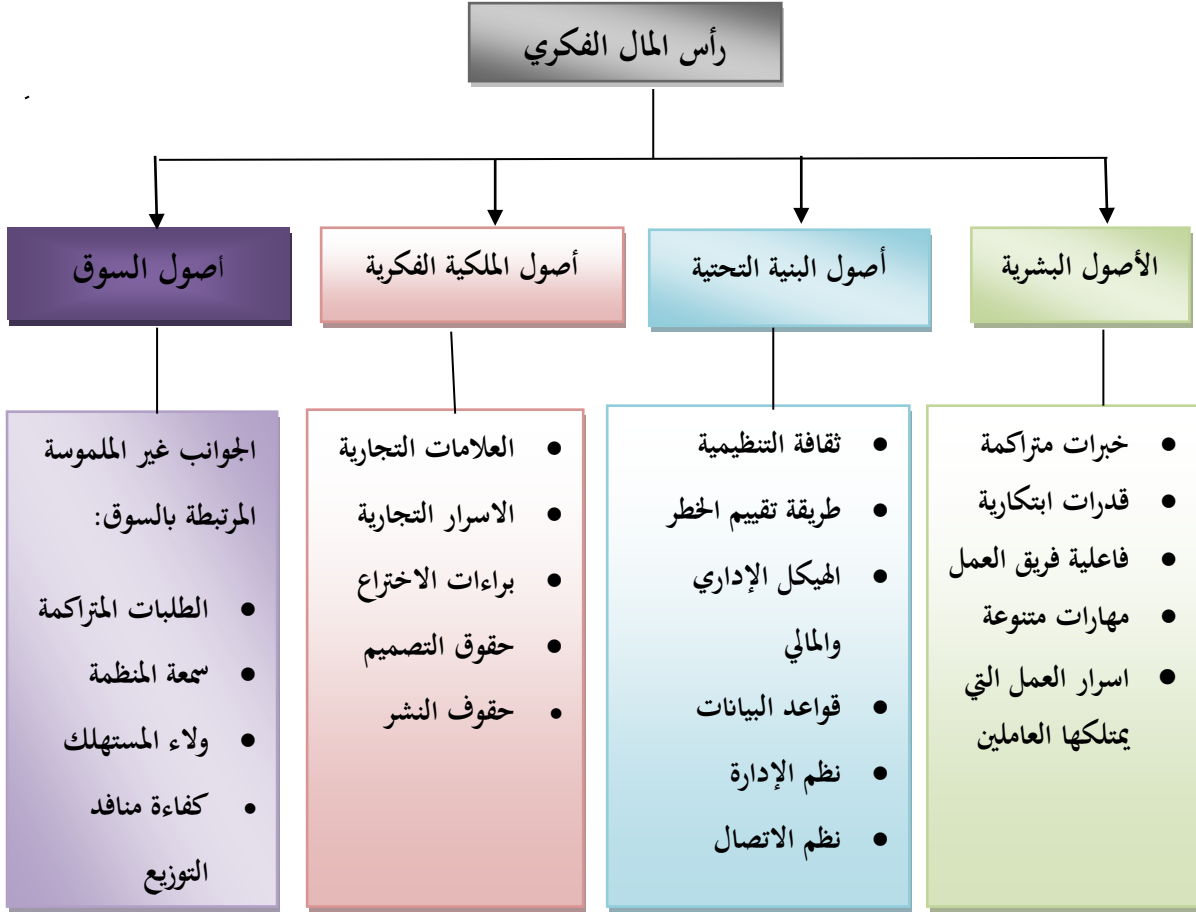 رأس المال الفكري
الأصول البشرية
أصول البنية التحتية
أصول الملكية الفكرية
أصول السوق
• خبرات متراكمة
• قدرات ابتكارية
• فاعلية فريق العمل
• مهارات متنوعة
• اسرار العمل التي
يمتلكها العاملين
• ثقافة التنظيمية
• طريقة تقييم الخطر
• الهيكل الإداري
والمالي
• قواعد البيانات
• نظم الإدارة
• نظم الاتصال
• العلامات التجارية
• الاسرار التجارية
• براءات الاختراع
• حقوق التصميم
• حقوف النشر
الجوانب غير الملموسة
المرتبطة بالسوق:
• الطلبات المتراكمة
• سمعة المنظمة
• ولاء المستهلك
• كفاءة منافد
التوزيع